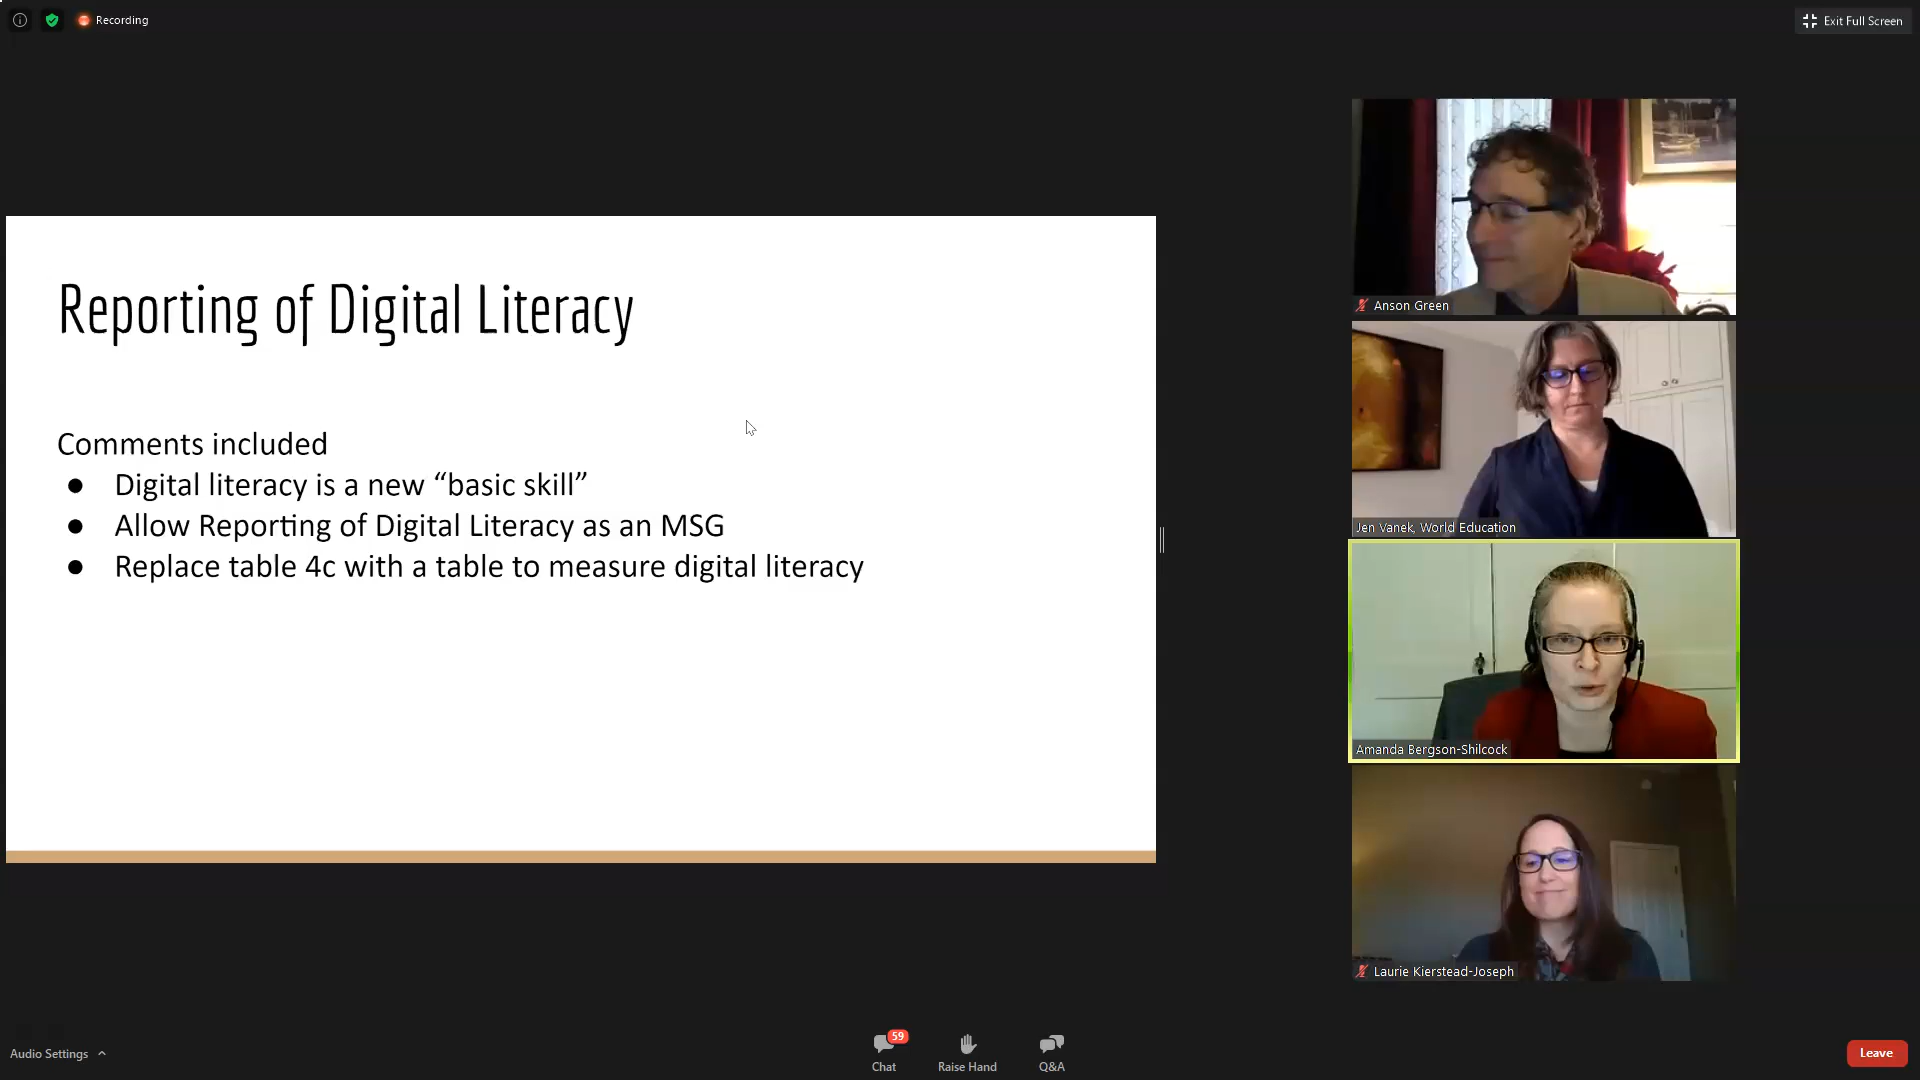 Recording
Exit Full Screen
Reporting of Digital Literacy
Comments included
● Digital literacy is a new “basic skill”
● Allow Reporting of Digital Literacy as an MSG
● Replace table 4c with a table to measure digital literacy
Anson Green
Jen Vanek, World Education
Amanda Bergson-Shilcock
Laurie Kierstead-Joseph
Audio Settings
59
Chat
Raise Hand
Q&A
Leave